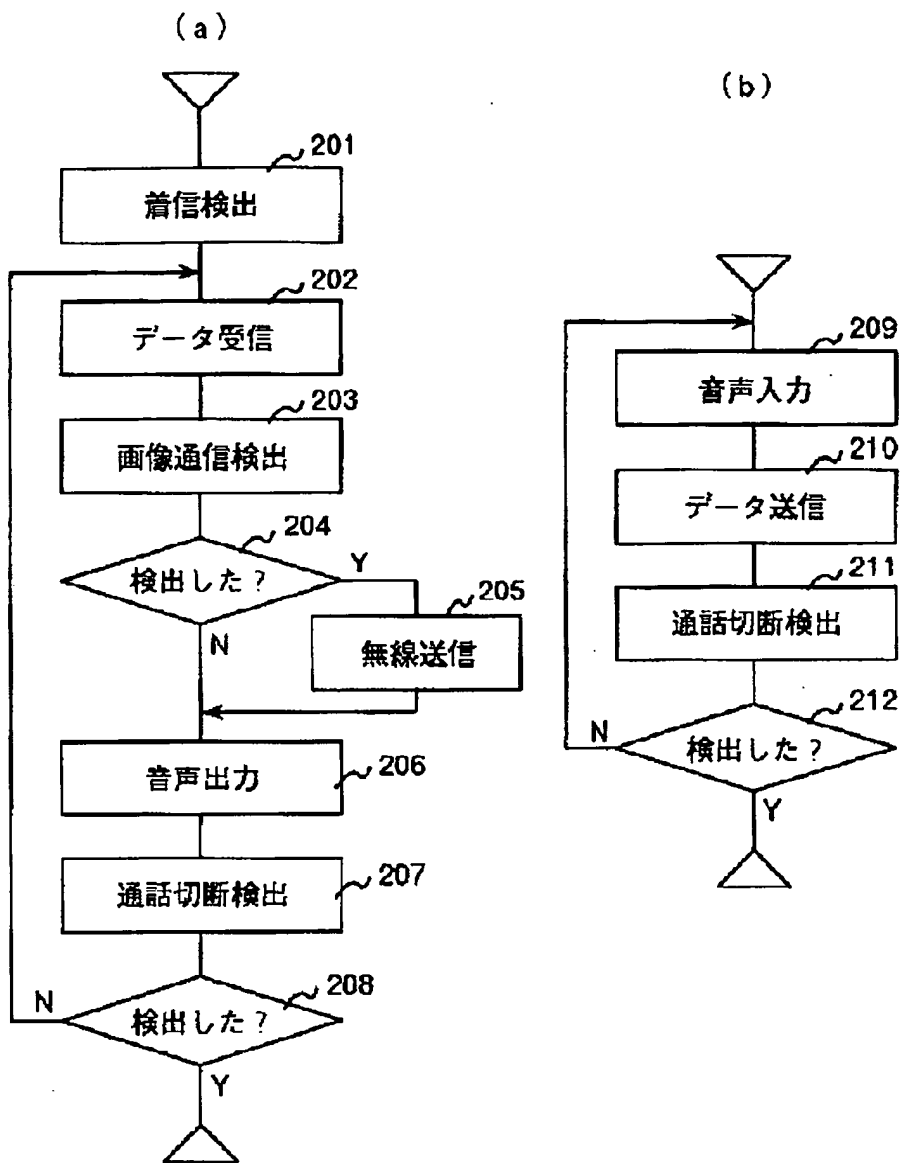 (a)
201
着信検出
202
データ受信
203
画像通信検出
204
検出した?
Y
N
205
無線送信
音声出力
206
207
通話切断検出
208
検出した?
N
Y
(b)
209
音声入力
210
データ送信
211
通話切断検出
212
検出した?
N
Y